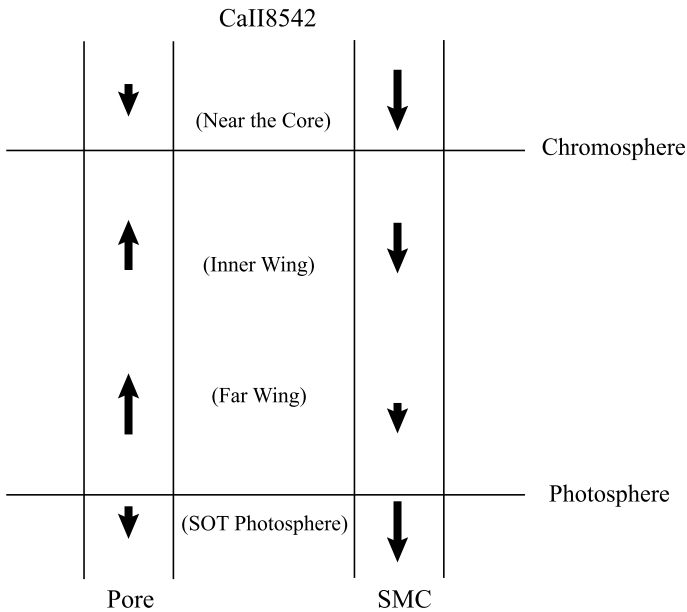 CaII8542
(Near the Core)
Chromosphere
(Inner Wing)
(Far Wing)
Photosphere
(SOT Photosphere)
Pore
SMC